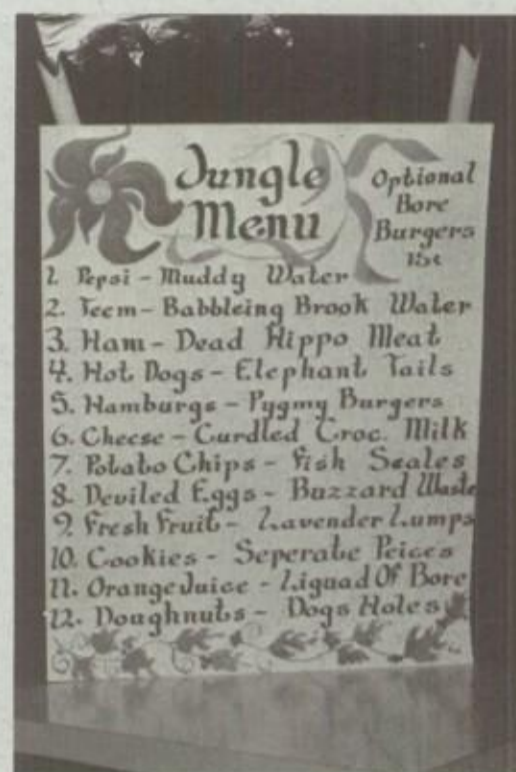 Jungle
Menu
Optional
Bore
Burgers
15¢
1. Pepsi - Muddy Water
2. Teem - Babbleing Brook Water
3. Ham - Dead Hippo Meat
4. Hot Dogs - Elephant Tails
5. Hamburgs - Pygmy Burgers
6. Cheese - Curdled Croc. Milk
7. Potato Chips - Fish Scales
8. Deviled Eggs - Buzzard Waste
9. Fresh Fruit - Lavender Lumps
10. Cookies - Seperate Peices
11. Orange Juice - Liguad Of Bore
12. Doughnuts - Dogs Holes